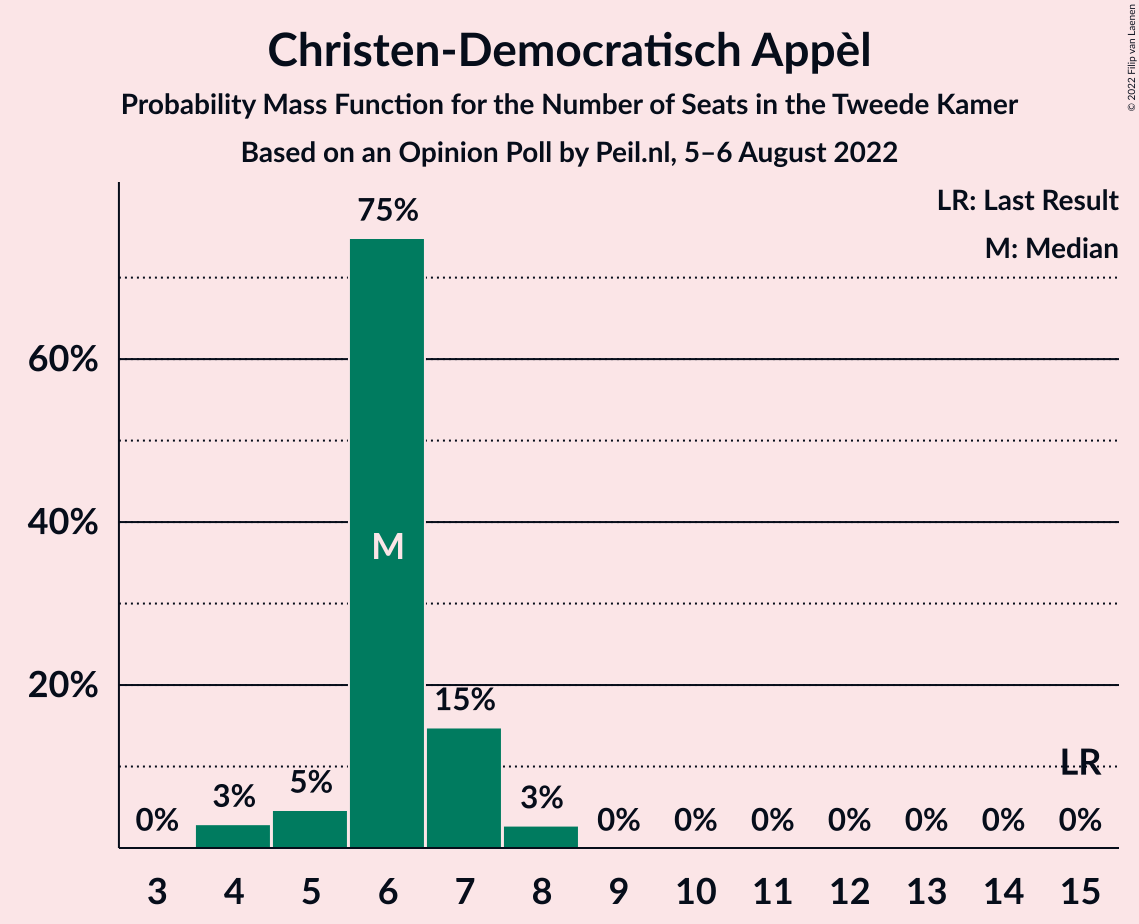 Christen-Democratisch Appèl
Probability Mass Function for the Number of Seats in the Tweede Kamer
Based on an Opinion Poll by Peil.nl, 5–6 August 2022
© 2022 Filip van Laenen
LR: Last Result
M: Median
75%
60%
40%
M
20%
15%
LR
0% 3% 5% 3% 0% 0% 0% 0% 0% 0% 0%
3 4 5 6 7 8 9 10 11 12 13 14 15